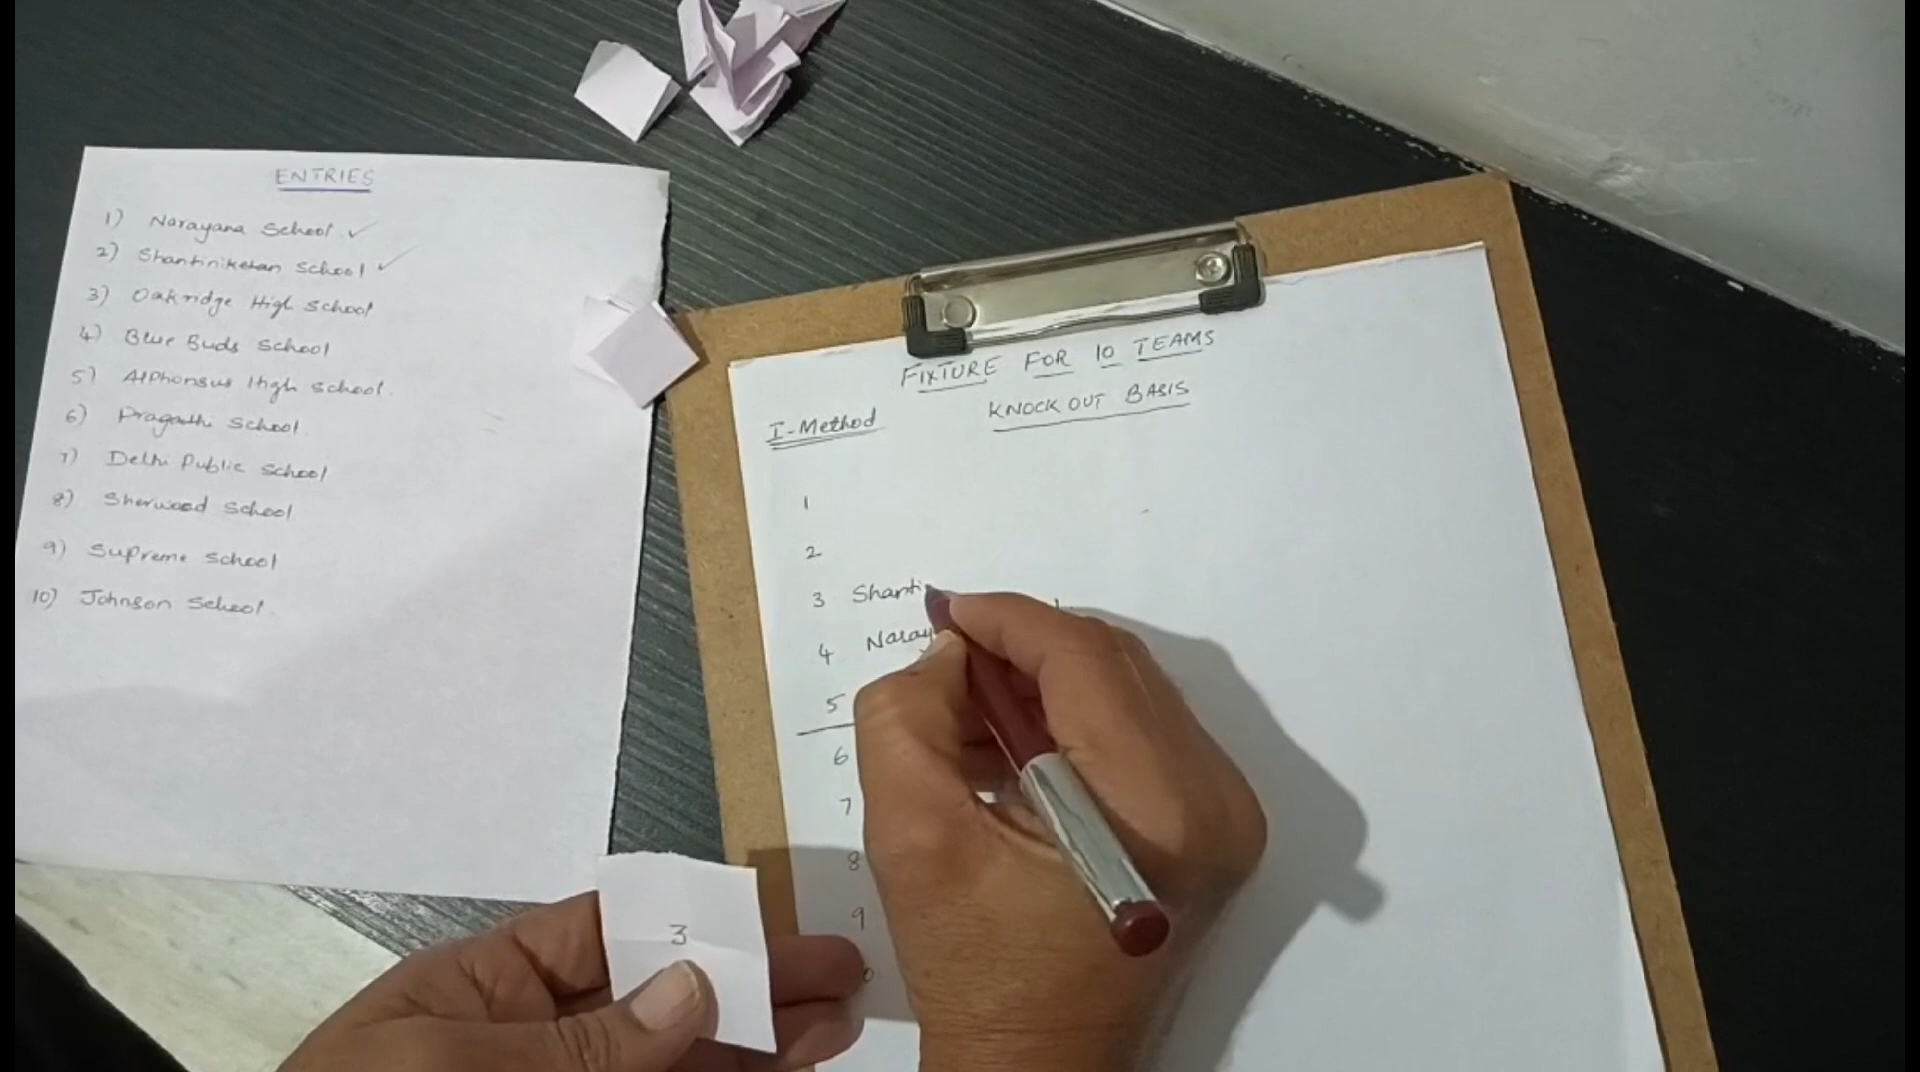 ENTRIES
1) Narayana School ✓
2) Shantiniketan School ✓
3) Oakridge High School
4) Blue Buds School
5) Alphonsus High School.
6) Pragathi School.
7) Delhi Public School
8) Sherwood School
9) Supreme School
10) Johnson School.
FIXTURE FOR 10 TEAMS
KNOCK OUT BASIS
I-Method
1
2
3 Shanti
4 Naray
5
6
7
8
9
0
3